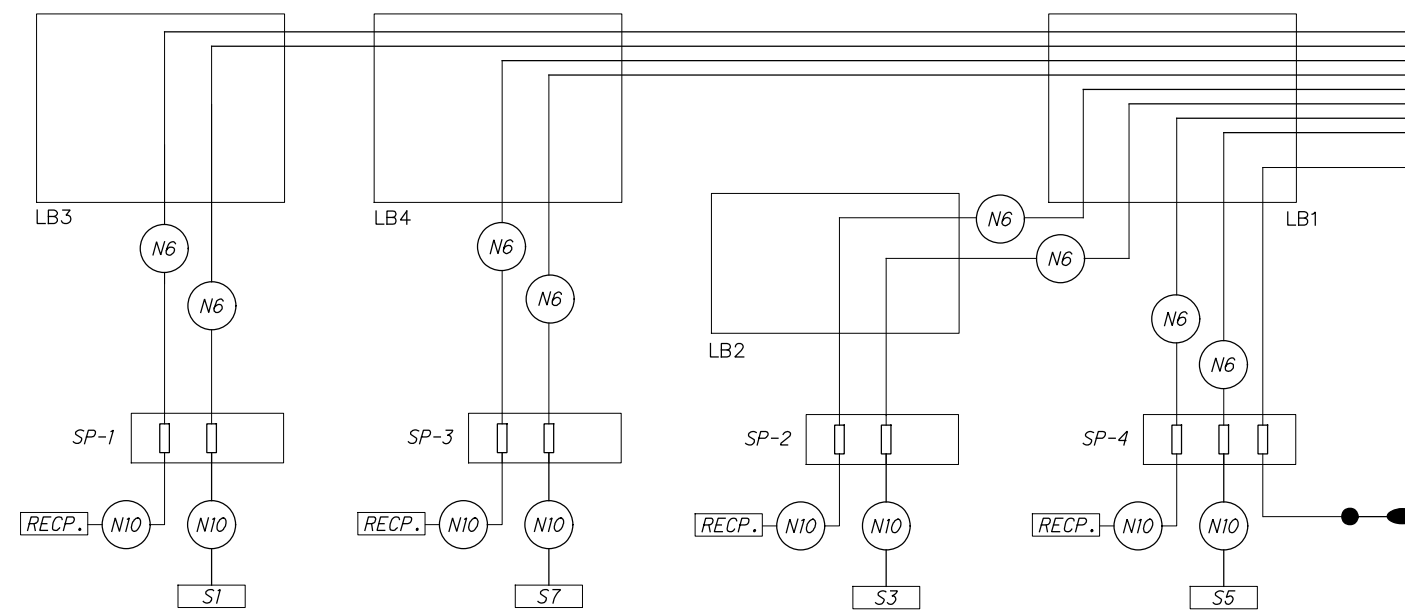 LB3
LB4
LB1
N6
N6
N6
N6
N6
N6
LB2
N6
N6
SP-1
SP-3
SP-2
SP-4
RECP.
N10
N10
RECP.
N10
N10
RECP.
N10
N10
RECP.
N10
N10
S1
S7
S3
S5